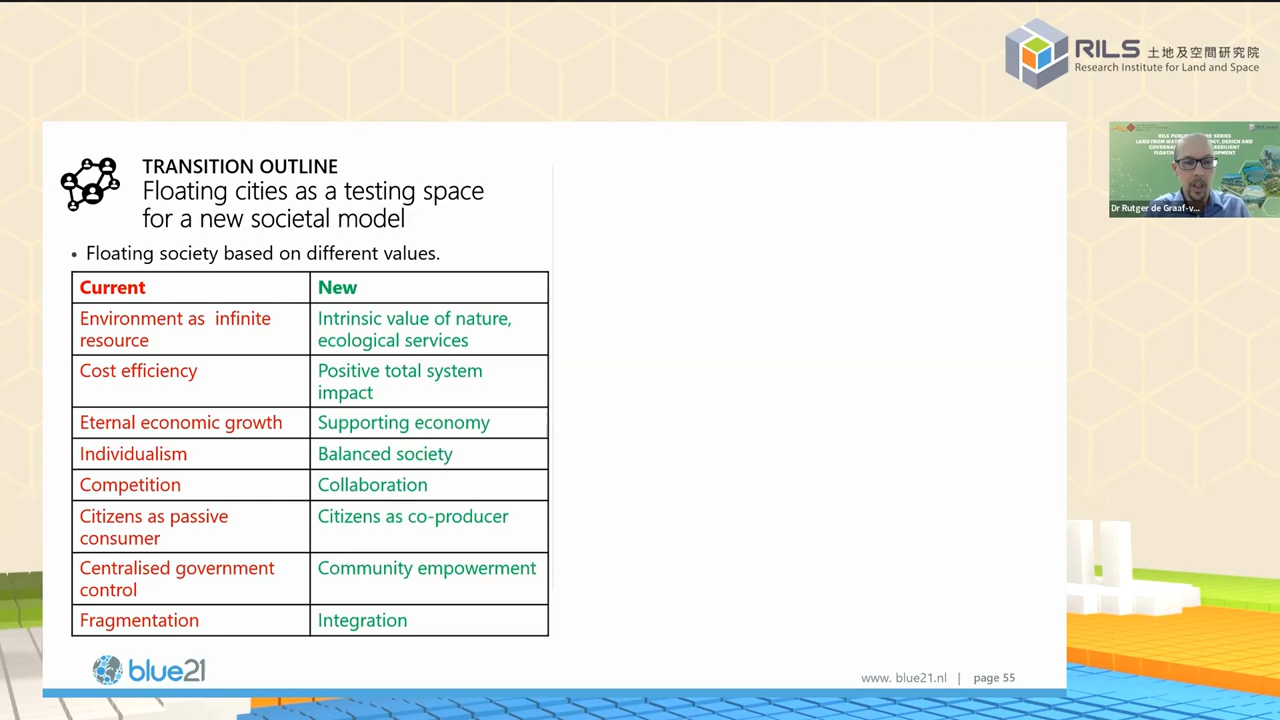 RILS 土地及空間研究院
Research Institute for Land and Space
TRANSITION OUTLINE
Floating cities as a testing space
for a new societal model
• Floating society based on different values.
Current
New
Environment as infinite
resource
Intrinsic value of nature,
ecological services
Cost efficiency
Positive total system
impact
Eternal economic growth
Supporting economy
Individualism
Balanced society
Competition
Collaboration
Citizens as passive
consumer
Citizens as co-producer
Centralised government
control
Community empowerment
Fragmentation
Integration
blue21
www. blue21.nl | page 55
Dr Rutger de Graaf-v...